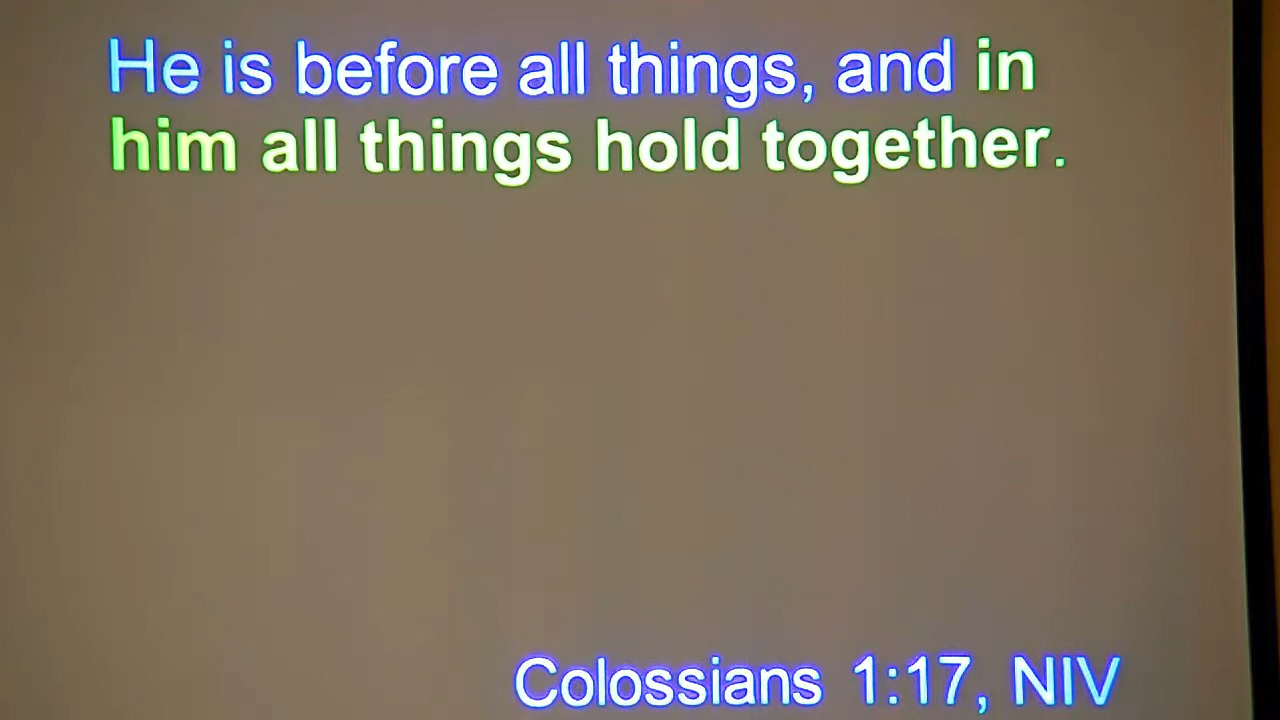 He is before all things, and in
him all things hold together.
Colossians 1:17, NIV